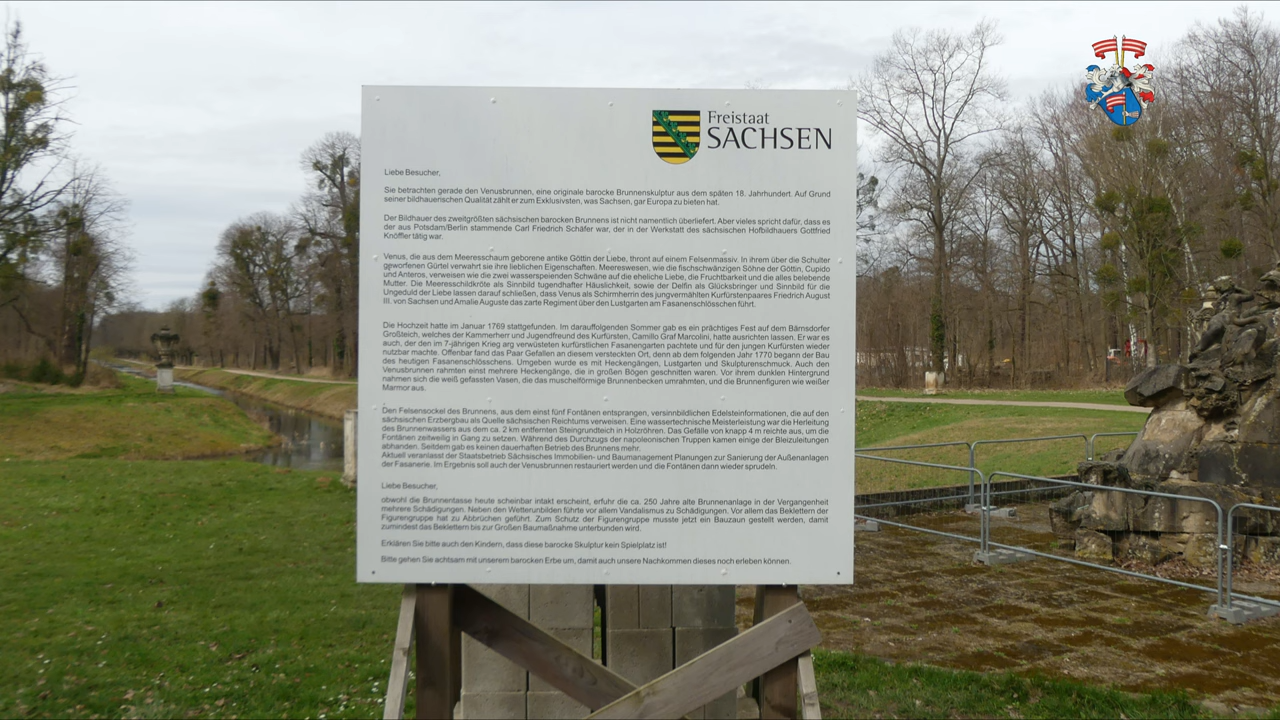 Freistaat
SACHSEN
Liebe Besucher,
Sie betrachten gerade den Venusbrunnen, eine originale barocke Brunnenskulptur aus dem späten 18. Jahrhundert. Auf Grund
seiner bildhauerischen Qualität zählt er zum Exklusivsten, was Sachsen, gar Europa zu bieten hat.
Der Bildhauer des zweitgrößten sächsischen barocken Brunnens ist nicht namentlich überliefert. Aber vieles spricht dafür, dass es
der aus Potsdam/Berlin stammende Carl Friedrich Schäfer war, der in der Werkstatt des sächsischen Hofbildhauers Gottfried
Knöffler tätig war.
Venus, die aus dem Meeresschaum geborene antike Göttin der Liebe, thront auf einem Felsenmassiv. In ihrem über die Schulter
geworfenen Gürtel verwahrt sie ihre lieblichen Eigenschaften. Meereswesen, wie die fischschwänzigen Söhne der Göttin, Cupido
und Anteros, verweisen wie die zwei wasserspeienden Schwäne auf die eheliche Liebe, die Fruchtbarkeit und die alles belebende
Mutter. Die Meeresschildkröte als Sinnbild tugendhafter Häuslichkeit, sowie der Delfin als Glücksbringer und Sinnbild für die
Ungeduld der Liebe lassen darauf schließen, dass Venus als Schirmherrin des jungvermählten Kurfürstenpaares Friedrich August
III. von Sachsen und Amalie Auguste das zarte Regiment über den Lustgarten am Fasanenschlösschen führt.
Die Hochzeit hatte im Januar 1769 stattgefunden. Im darauffolgenden Sommer gab es ein prächtiges Fest auf dem Bärnsdorfer
Großteich, welches der Kammerherr und Jugendfreund des Kurfürsten, Camillo Graf Marcolini, hatte ausrichten lassen. Er war es
auch, der den im 7-jährigen Krieg arg verwüsteten kurfürstlichen Fasanengarten pachtete und für den jungen Kurfürsten wieder
nutzbar machte. Offenbar fand das Paar Gefallen an diesem versteckten Ort, denn ab dem folgenden Jahr 1770 begann der Bau
des heutigen Fasanenschlösschens. Umgeben wurde es mit Heckengängen, Lustgarten und Skulpturenschmuck. Auch den
Venusbrunnen rahmten einst mehrere Heckengänge, die in großen Bögen geschnitten waren. Vor ihrem dunklen Hintergrund
nahmen sich die weiß gefassten Vasen, die das muschelförmige Brunnenbecken umrahmten, und die Brunnenfiguren wie weißer
Marmor aus.
Den Felsensockel des Brunnens, aus dem einst fünf Fontänen entsprangen, versinnbildlichen Edelsteinformationen, die auf den
sächsischen Erzbergbau als Quelle sächsischen Reichtums verweisen. Eine wassertechnische Meisterleistung war die Herleitung
des Brunnenwassers aus dem ca. 2 km entfernten Steingrundteich in Holzröhren. Das Gefälle von knapp 4 m reichte aus, um die
Fontänen zeitweilig in Gang zu setzen. Während des Durchzugs der napoleonischen Truppen kamen einige der Bleizuleitungen
abhanden. Seitdem gab es keinen dauerhaften Betrieb des Brunnens mehr.
Aktuell veranlasst der Staatsbetrieb Sächsisches Immobilien- und Baumanagement Planungen zur Sanierung der Außenanlagen
der Fasanerie. Im Ergebnis soll auch der Venusbrunnen restauriert werden und die Fontänen dann wieder sprudeln.
Liebe Besucher,
obwohl die Brunnentasse heute scheinbar intakt erscheint, erfuhr die ca. 250 Jahre alte Brunnenanlage in der Vergangenheit
mehrere Schädigungen. Neben den Wetterunbilden führte vor allem Vandalismus zu Schädigungen. Vor allem das Beklettern der
Figurengruppe hat zu Abbrüchen geführt. Zum Schutz der Figurengruppe musste jetzt ein Bauzaun gestellt werden, damit
zumindest das Beklettern bis zur Großen Baumaßnahme unterbunden wird.
Erklären Sie bitte auch den Kindern, dass diese barocke Skulptur kein Spielplatz ist!
Bitte gehen Sie achtsam mit unserem barocken Erbe um, damit auch unsere Nachkommen dieses noch erleben können.